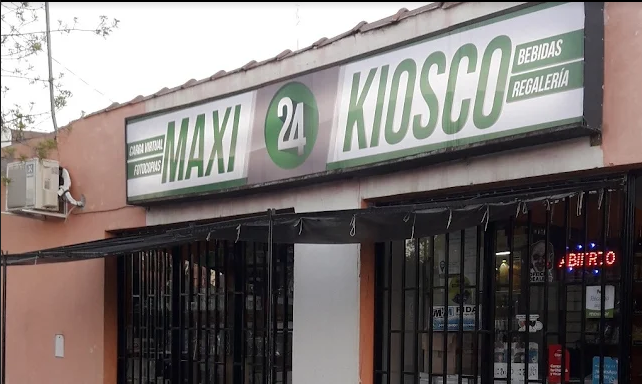 CARGA VIRTUAL
FOTOCOPIAS
MAXI
24
KIOSCO
BEBIDAS
REGALERÍA
ABIERTO